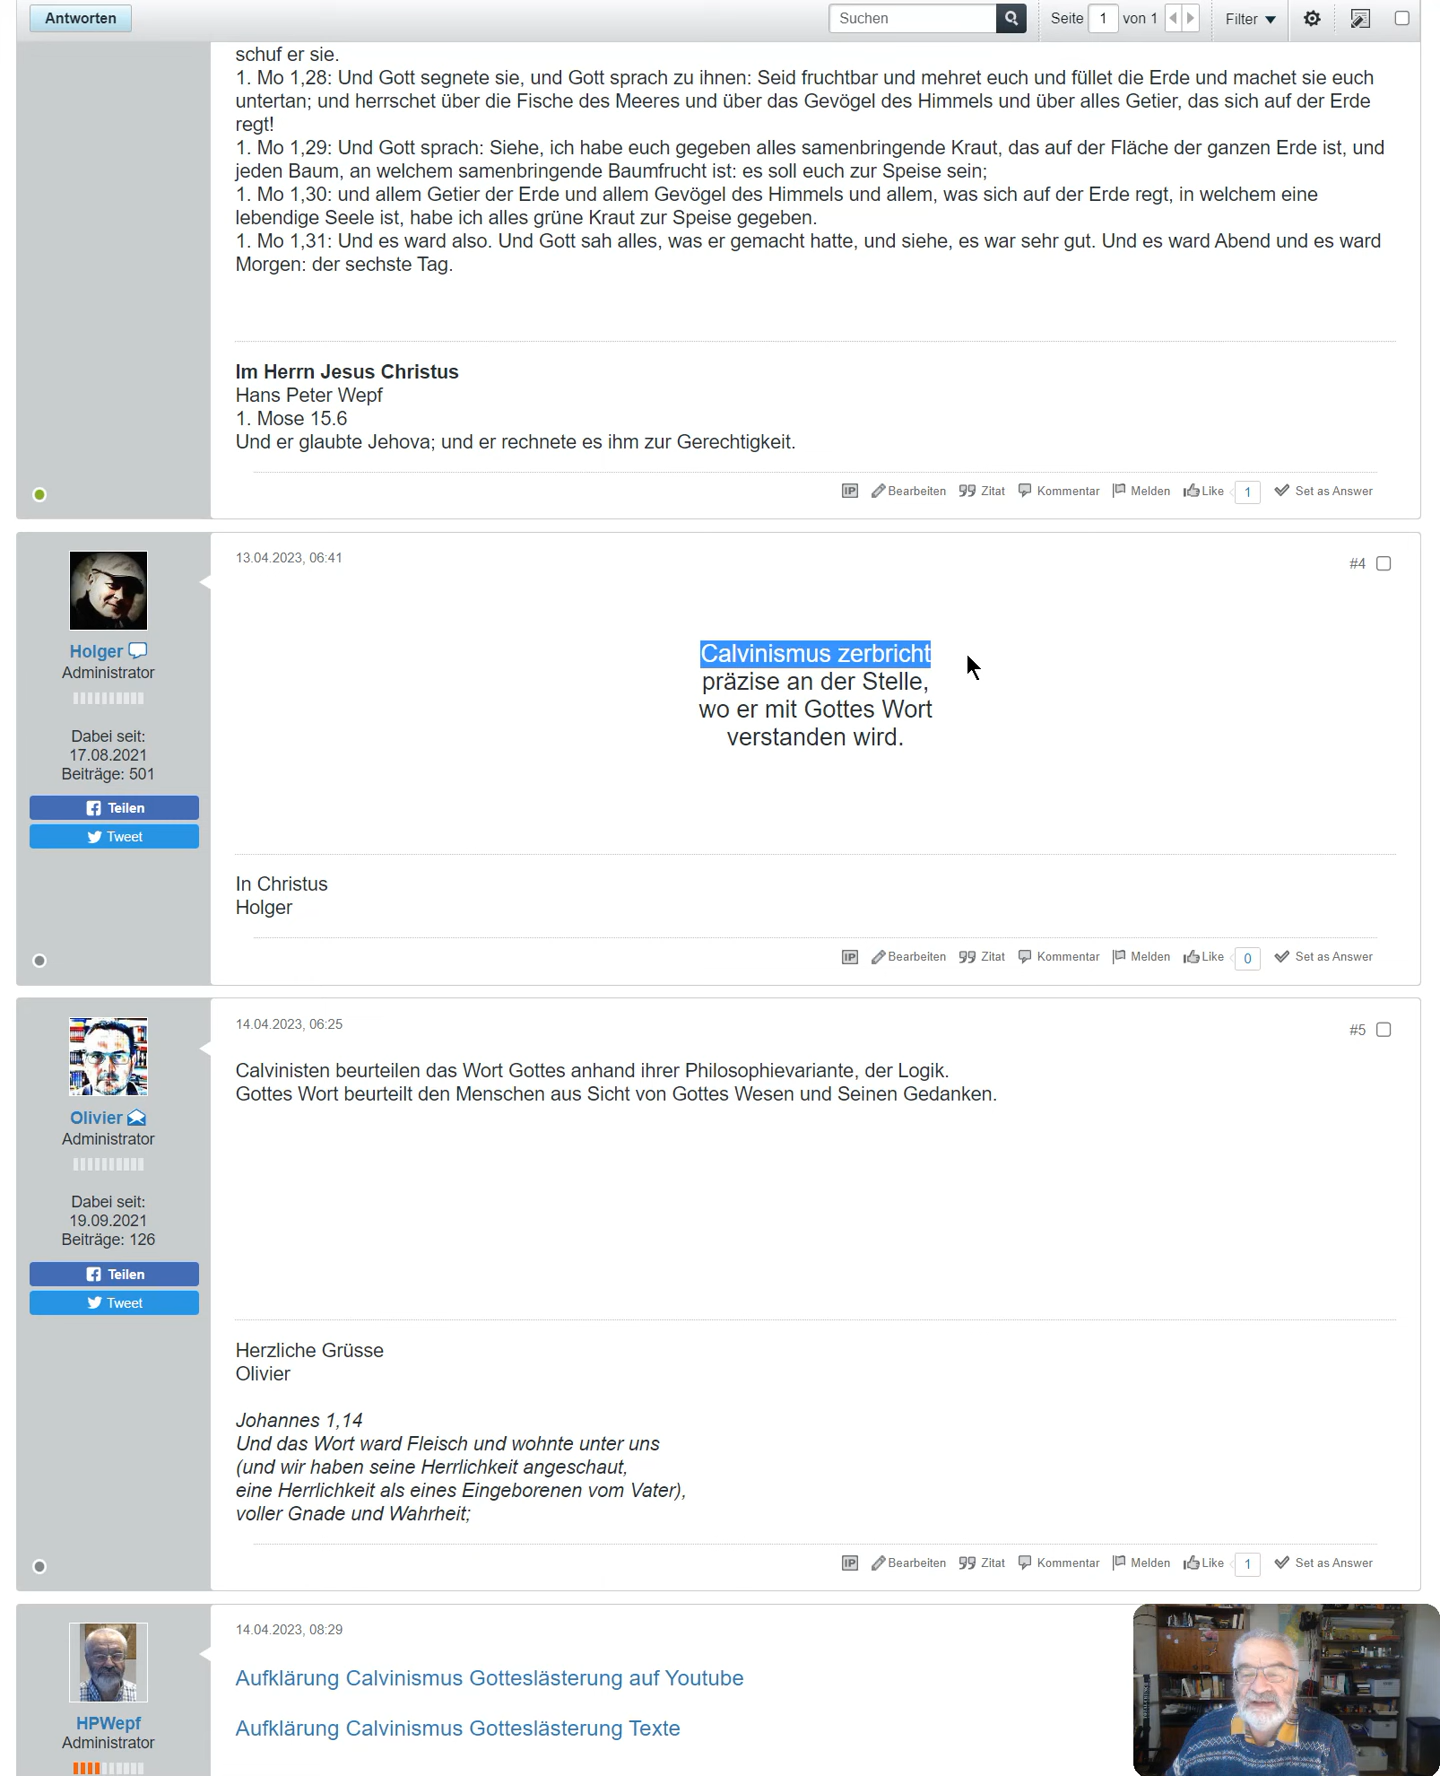 Antworten
Suchen
Seite 1 von 1
Filter
schuf er sie.
1. Mo 1,28: Und Gott segnete sie, und Gott sprach zu ihnen: Seid fruchtbar und mehret euch und füllet die Erde und machet sie euch
untertan; und herrschet über die Fische des Meeres und über das Gevögel des Himmels und über alles Getier, das sich auf der Erde
regt!
1. Mo 1,29: Und Gott sprach: Siehe, ich habe euch gegeben alles samenbringende Kraut, das auf der Fläche der ganzen Erde ist, und
jeden Baum, an welchem samenbringende Baumfrucht ist: es soll euch zur Speise sein;
1. Mo 1,30: und allem Getier der Erde und allem Gevögel des Himmels und allem, was sich auf der Erde regt, in welchem eine
lebendige Seele ist, habe ich alles grüne Kraut zur Speise gegeben.
1. Mo 1,31: Und es ward also. Und Gott sah alles, was er gemacht hatte, und siehe, es war sehr gut. Und es ward Abend und es ward
Morgen: der sechste Tag.
Im Herrn Jesus Christus
Hans Peter Wepf
1. Mose 15.6
Und er glaubte Jehova; und er rechnete es ihm zur Gerechtigkeit.
IP Bearbeiten Zitat Kommentar Melden Like 1 Set as Answer
13.04.2023, 06:41
#4
Holger
Administrator
Dabei seit:
17.08.2021
Beiträge: 501
Teilen
Tweet
Calvinismus zerbricht
präzise an der Stelle,
wo er mit Gottes Wort
verstanden wird.
In Christus
Holger
IP Bearbeiten Zitat Kommentar Melden Like 0 Set as Answer
14.04.2023, 06:25
#5
Olivier
Administrator
Dabei seit:
19.09.2021
Beiträge: 126
Teilen
Tweet
Calvinisten beurteilen das Wort Gottes anhand ihrer Philosophievariante, der Logik.
Gottes Wort beurteilt den Menschen aus Sicht von Gottes Wesen und Seinen Gedanken.
Herzliche Grüsse
Olivier
Johannes 1,14
Und das Wort ward Fleisch und wohnte unter uns
(und wir haben seine Herrlichkeit angeschaut,
eine Herrlichkeit als eines Eingeborenen vom Vater),
voller Gnade und Wahrheit;
IP Bearbeiten Zitat Kommentar Melden Like 1 Set as Answer
14.04.2023, 08:29
HPWepf
Administrator
Aufklärung Calvinismus Gotteslästerung auf Youtube
Aufklärung Calvinismus Gotteslästerung Texte